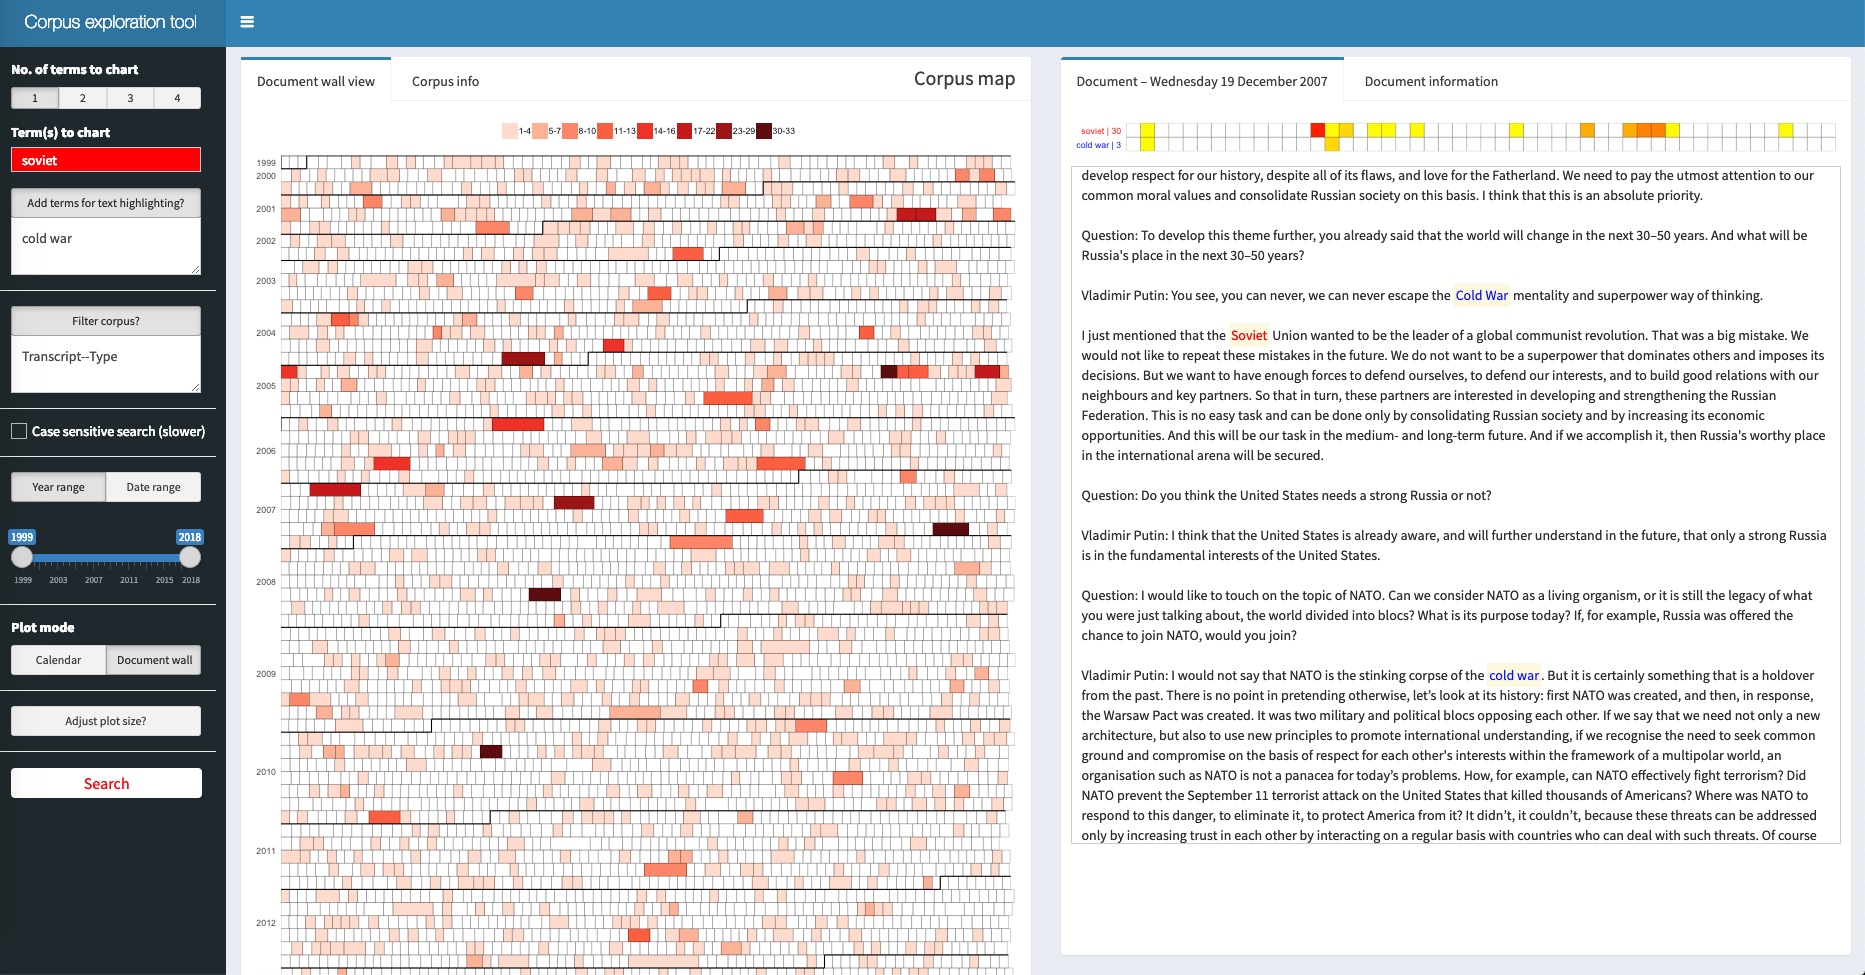 Corpus exploration tool
No. of terms to chart
1 2 3 4
Term(s) to chart
soviet
Add terms for text highlighting?
cold war
Filter corpus?
Transcript--Type
Case sensitive search (slower)
Year range Date range
1999 2018
1999 2003 2007 2011 2015 2018
Plot mode
Calendar Document wall
Adjust plot size?
Search
Document wall view Corpus info Corpus map
1-4 5-7 8-10 11-13 14-16 17-22 23-29 30-33
1999
2000
2001
2002
2003
2004
2005
2006
2007
2008
2009
2010
2011
2012
Document – Wednesday 19 December 2007 Document information
soviet | 30
cold war | 3
develop respect for our history, despite all of its flaws, and love for the Fatherland. We need to pay the utmost attention to our
common moral values and consolidate Russian society on this basis. I think that this is an absolute priority.
Question: To develop this theme further, you already said that the world will change in the next 30–50 years. And what will be
Russia's place in the next 30–50 years?
Vladimir Putin: You see, you can never, we can never escape the Cold War mentality and superpower way of thinking.
I just mentioned that the Soviet Union wanted to be the leader of a global communist revolution. That was a big mistake. We
would not like to repeat these mistakes in the future. We do not want to be a superpower that dominates others and imposes its
decisions. But we want to have enough forces to defend ourselves, to defend our interests, and to build good relations with our
neighbours and key partners. So that in turn, these partners are interested in developing and strengthening the Russian
Federation. This is no easy task and can be done only by consolidating Russian society and by increasing its economic
opportunities. And this will be our task in the medium- and long-term future. And if we accomplish it, then Russia's worthy place
in the international arena will be secured.
Question: Do you think the United States needs a strong Russia or not?
Vladimir Putin: I think that the United States is already aware, and will further understand in the future, that only a strong Russia
is in the fundamental interests of the United States.
Question: I would like to touch on the topic of NATO. Can we consider NATO as a living organism, or it is still the legacy of what
you were just talking about, the world divided into blocs? What is its purpose today? If, for example, Russia was offered the
chance to join NATO, would you join?
Vladimir Putin: I would not say that NATO is the stinking corpse of the cold war. But it is certainly something that is a holdover
from the past. There is no point in pretending otherwise, let’s look at its history: first NATO was created, and then, in response,
the Warsaw Pact was created. It was two military and political blocs opposing each other. If we say that we need not only a new
architecture, but also to use new principles to promote international understanding, if we recognise the need to seek common
ground and compromise on the basis of respect for each other's interests within the framework of a multipolar world, an
organisation such as NATO is not a panacea for today’s problems. How, for example, can NATO effectively fight terrorism? Did
NATO prevent the September 11 terrorist attack on the United States that killed thousands of Americans? Where was NATO to
respond to this danger, to eliminate it, to protect America from it? It didn’t, it couldn’t, because these threats can be addressed
only by increasing trust in each other by interacting on a regular basis with countries who can deal with such threats. Of course